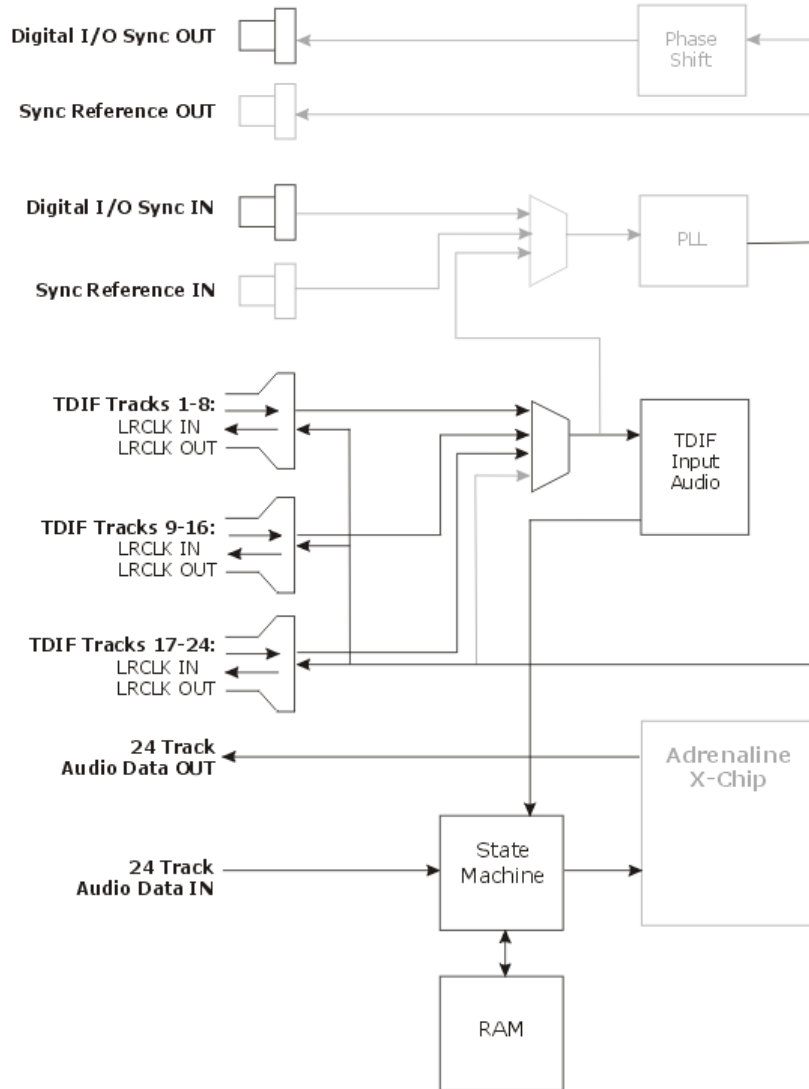 Digital I/O Sync OUT
Phase
Shift
Sync Reference OUT
Digital I/O Sync IN
PLL
Sync Reference IN
TDIF Tracks 1-8:
LRCLK IN
LRCLK OUT
TDIF
Input
Audio
TDIF Tracks 9-16:
LRCLK IN
LRCLK OUT
TDIF Tracks 17-24:
LRCLK IN
LRCLK OUT
24 Track
Audio Data OUT
Adrenaline
X-Chip
State
Machine
24 Track
Audio Data IN
RAM